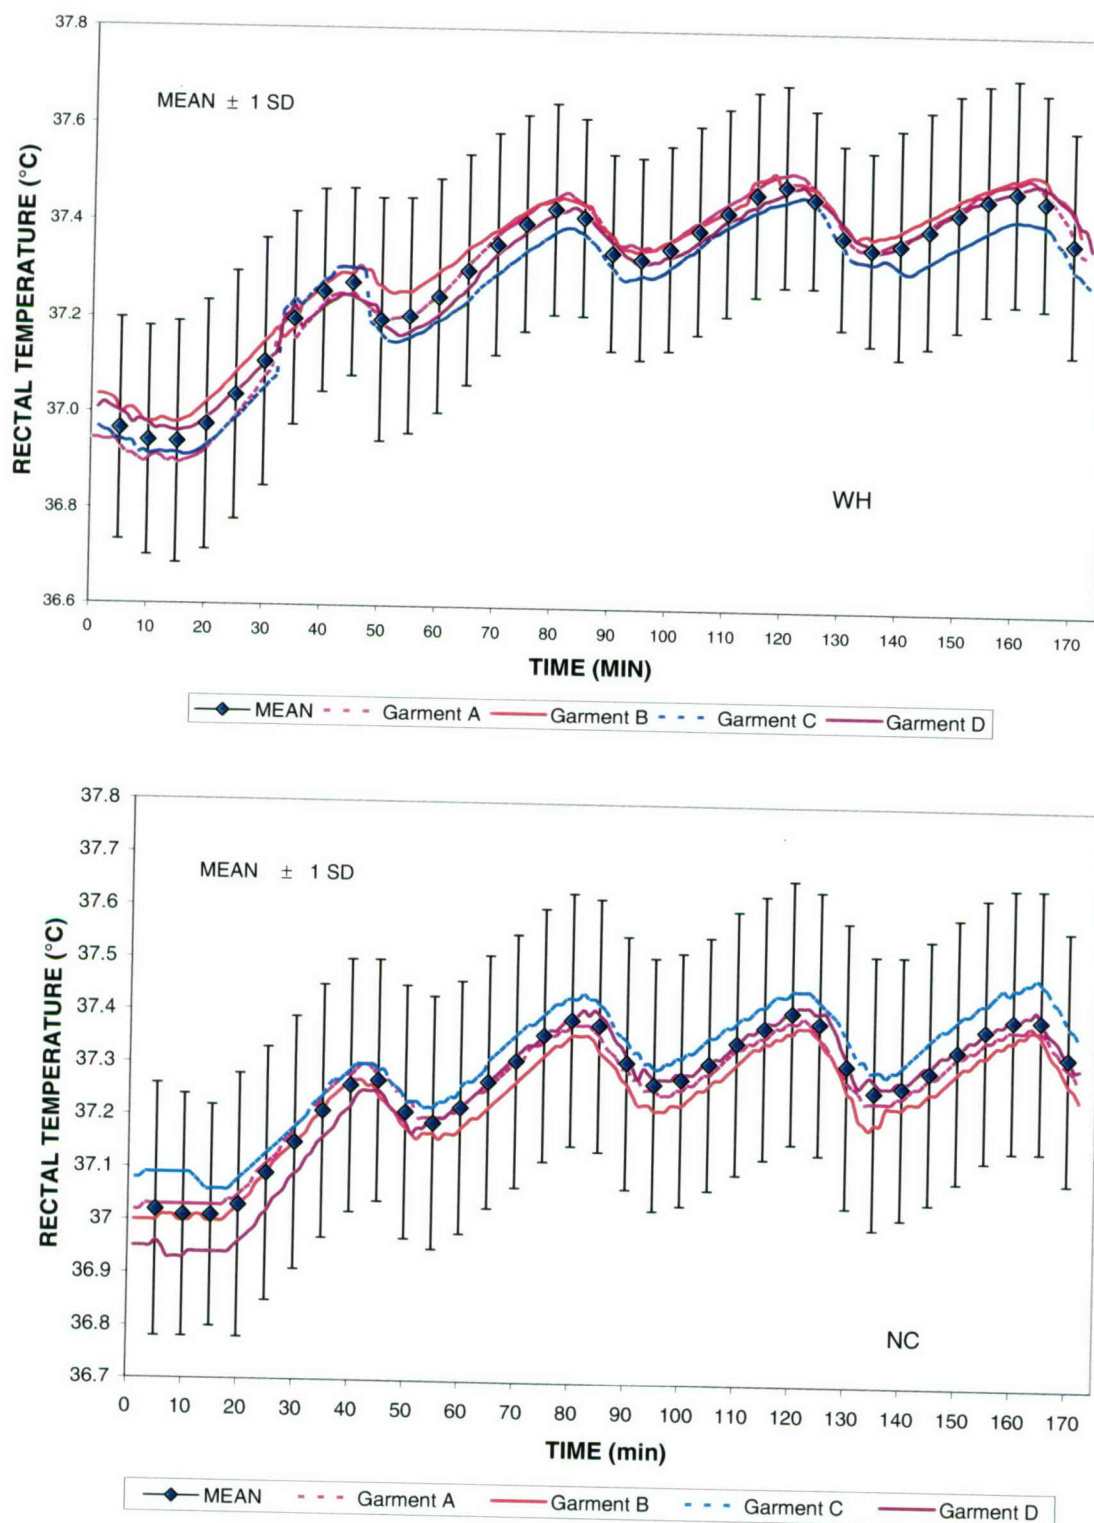 37.8
MEAN ± 1 SD
37.6
37.4
37.2
37.0
36.8
36.6
RECTAL TEMPERATURE (°C)
WH
0 10 20 30 40 50 60 70 80 90 100 110 120 130 140 150 160 170
TIME (MIN)
MEAN Garment A Garment B Garment C Garment D
37.8
37.7
MEAN ± 1 SD
37.6
37.5
37.4
37.3
37.2
37.1
37
36.9
36.8
36.7
RECTAL TEMPERATURE (°C)
NC
0 10 20 30 40 50 60 70 80 90 100 110 120 130 140 150 160 170
TIME (min)
MEAN Garment A Garment B Garment C Garment D